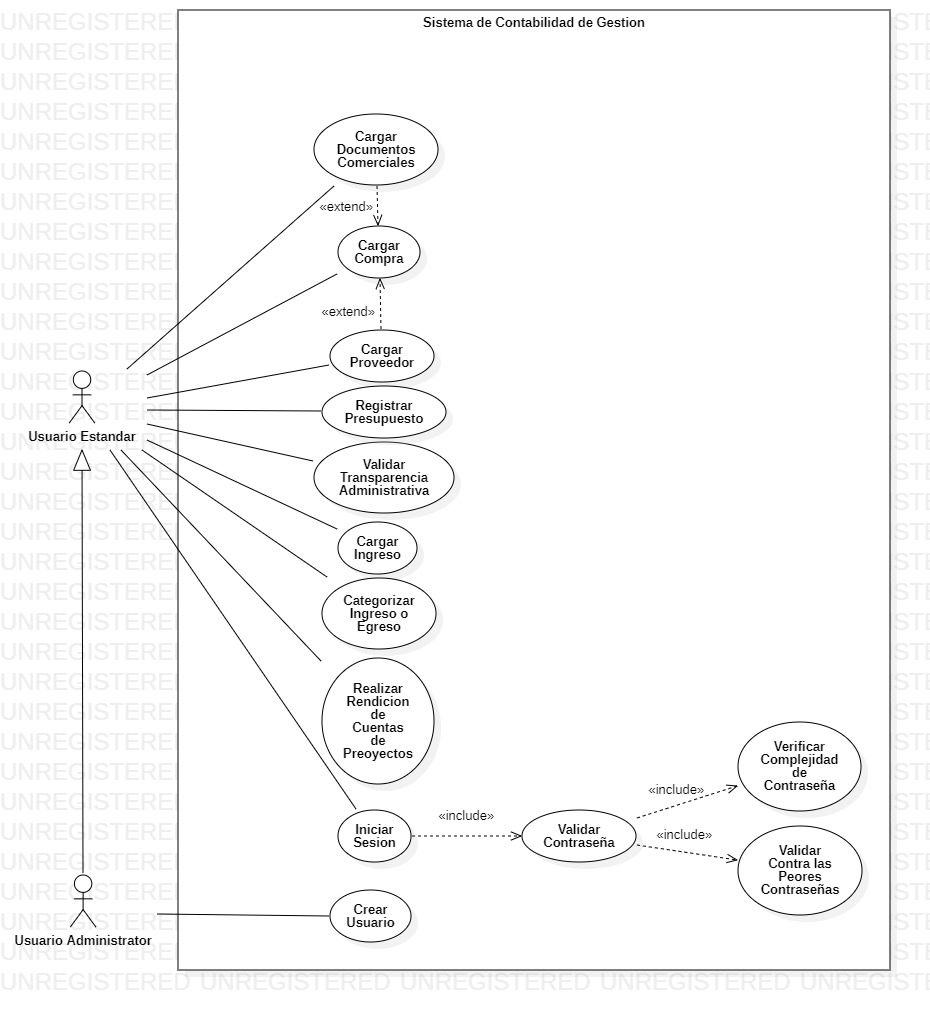 Sistema de Contabilidad de Gestion
Cargar
Documentos
Comerciales
«extend»
Cargar
Compra
«extend»
Cargar
Proveedor
Registrar
Presupuesto
Usuario Estandar
Validar
Transparencia
Administrativa
Cargar
Ingreso
Categorizar
Ingreso o
Egreso
Realizar
Rendicion
de
Cuentas
de
Preoyectos
Verificar
Complejidad
de
Contraseña
«include»
«include»
Iniciar
Sesion
Validar
Contraseña
«include»
Validar
Contra las
Peores
Contraseñas
Crear
Usuario
Usuario Administrator
UNREGISTERED UNREGISTERED UNREGISTERED UNREGISTERED UNREGISTE